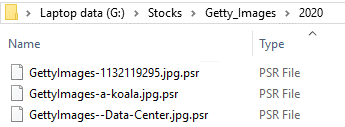 Laptop data (G:) > Stocks > Getty_Images > 2020
Name Type
GettyImages-1132119295.jpg.psr PSR File
GettyImages-a-koala.jpg.psr PSR File
GettyImages--Data-Center.jpg.psr PSR File